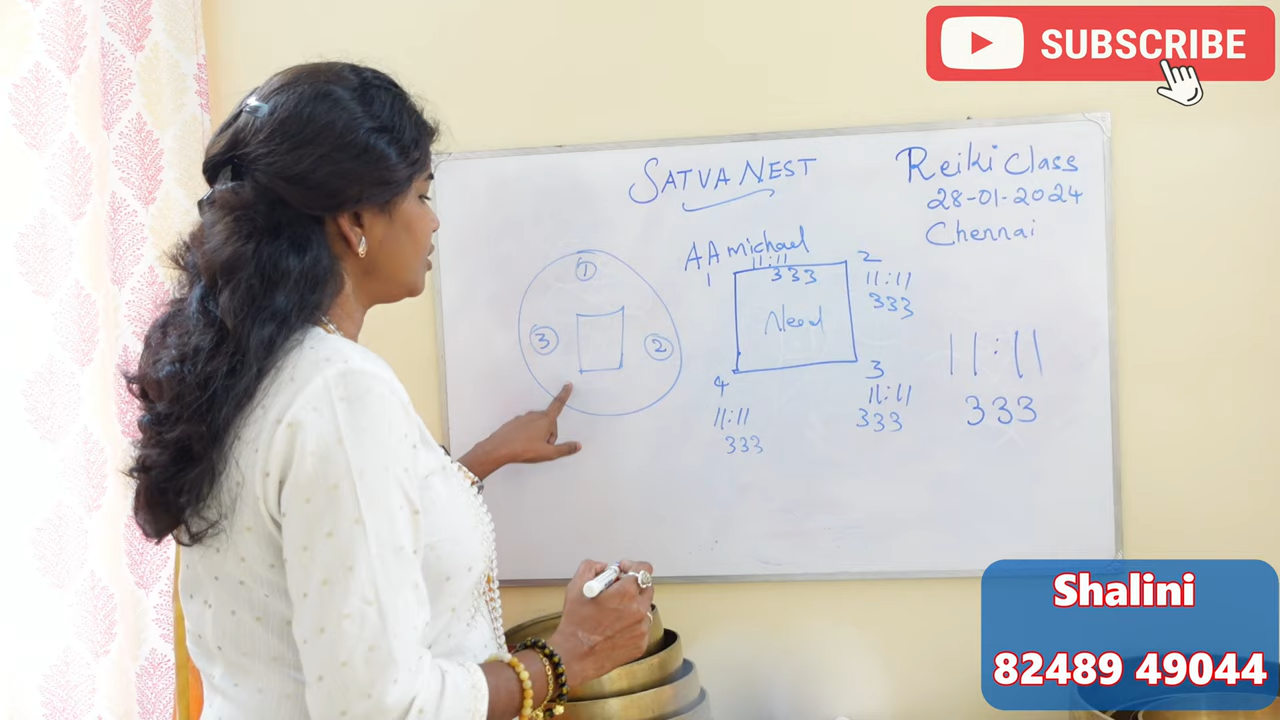 SUBSCRIBE
SATVA NEST
Reiki Class
28-01-2024
Chennai
1
3
2
AA michael
11:11
333
1
2
11:11
333
Need
3
11:11
333
4
11:11
333
11:11
333
Shalini
82489 49044